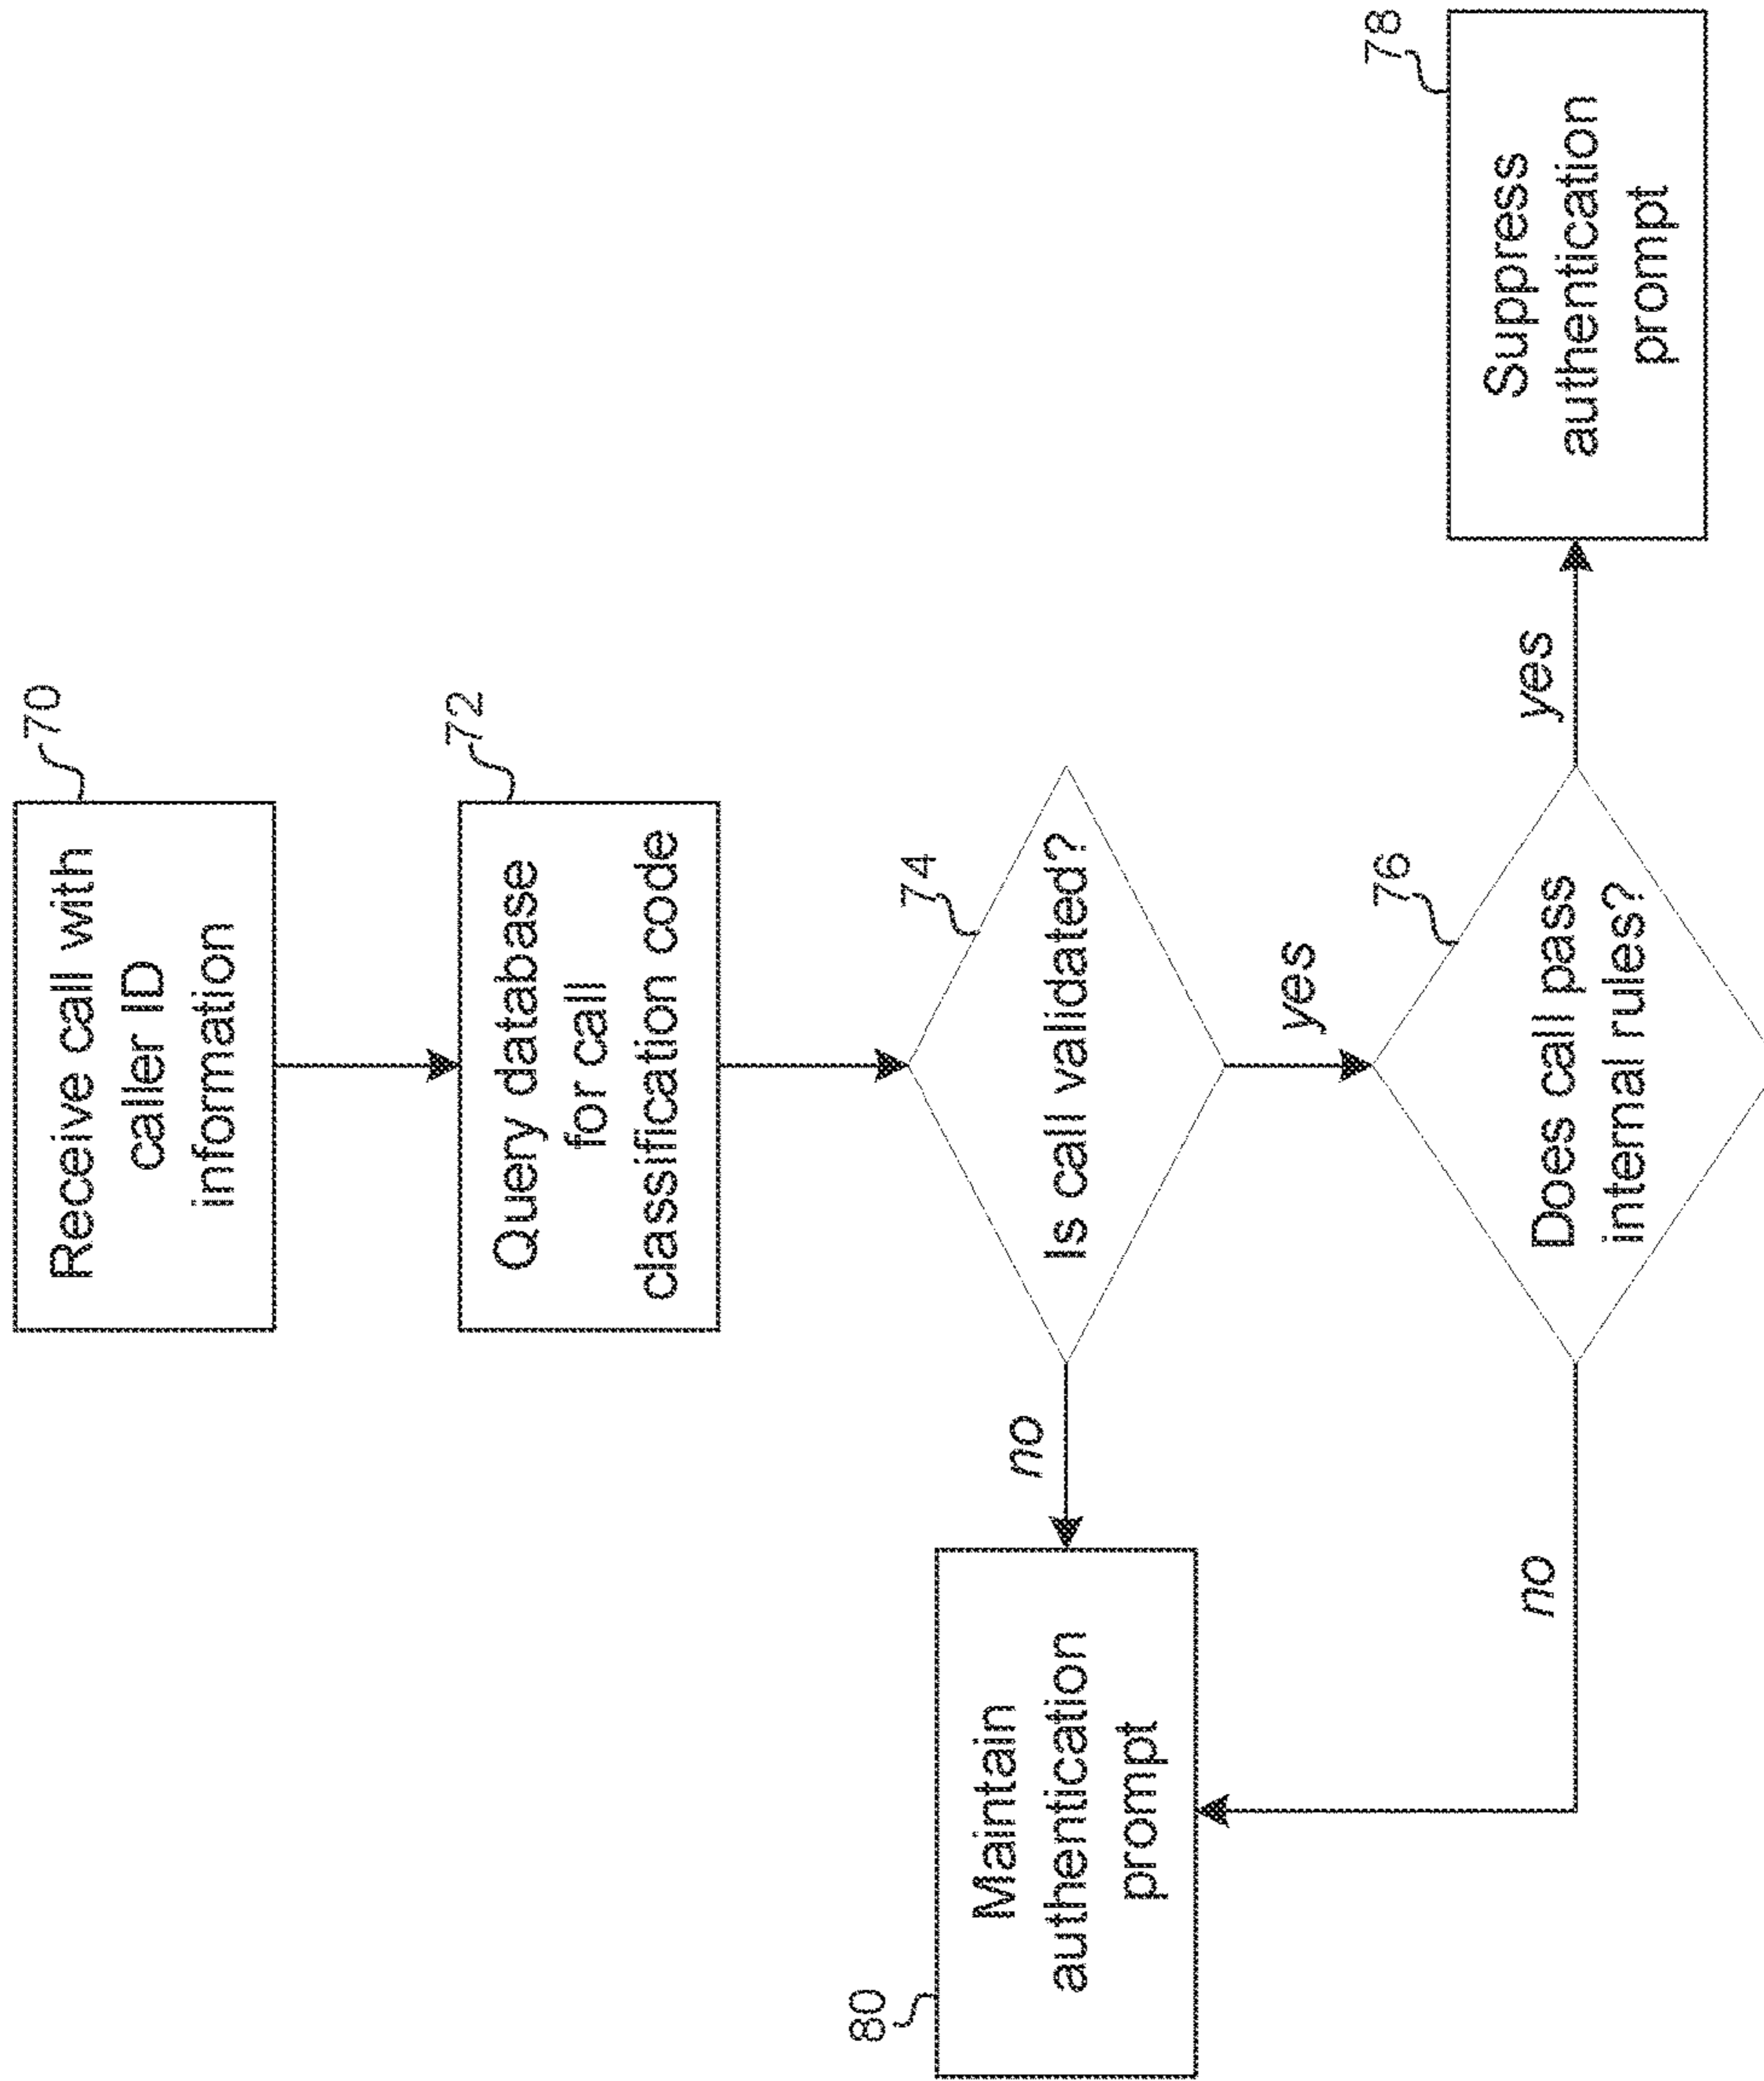 70
Receive call with
caller ID
information
72
Query database
for call
classification code
74
Is call validated?
no
yes
80
Maintain
authentication
prompt
76
Does call pass
internal rules?
no
yes
78
Suppress
authentication
prompt